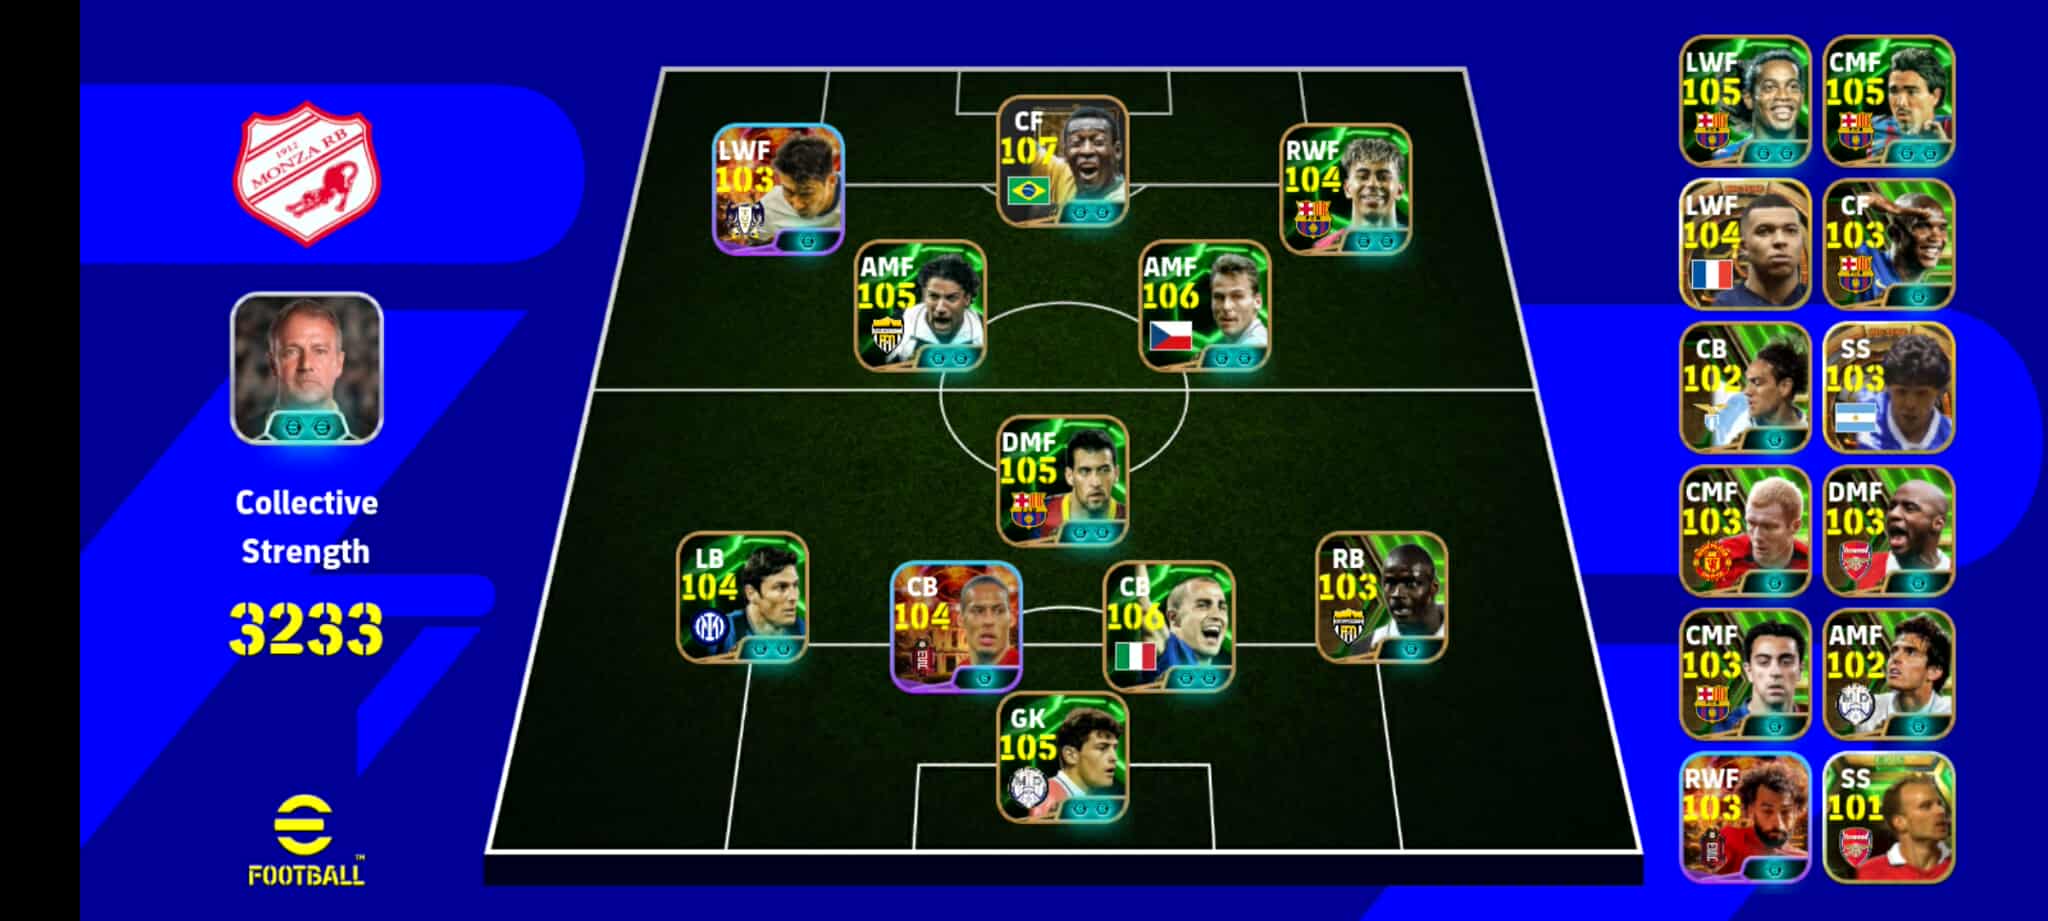 1912
MONZA RB
Collective
Strength
3233
FOOTBALL™
LWF
103
CF
107
RWF
104
AMF
105
AMF
106
DMF
105
LB
104
CB
104
CB
106
RB
103
GK
105
LWF
105
CMF
105
LWF
104
CF
103
CB
102
SS
103
CMF
103
DMF
103
CMF
103
AMF
102
RWF
103
SS
101